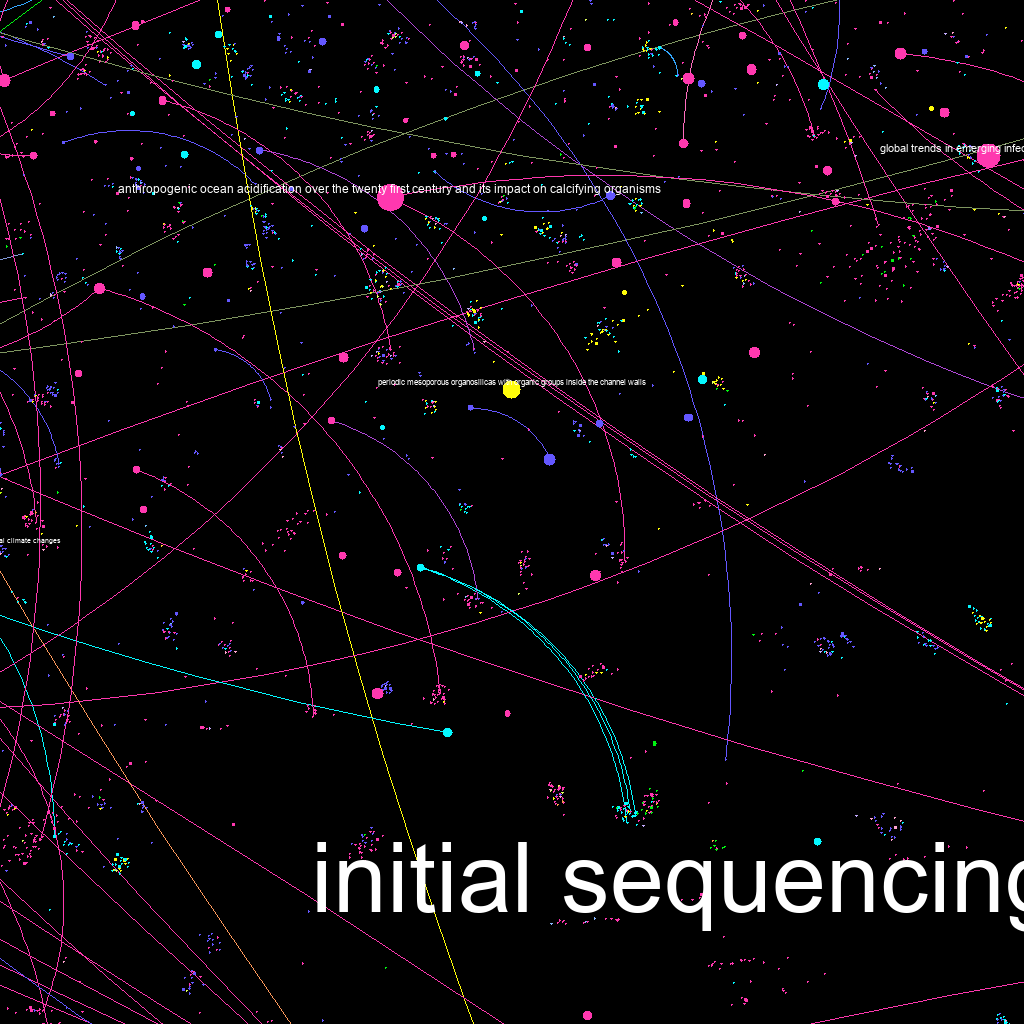 global trends in emerging infec
anthropogenic ocean acidification over the twenty first century and its impact on calcifying organisms
periodic mesoporous organosilicas with organic groups inside the channel walls
al climate changes
initial sequencing